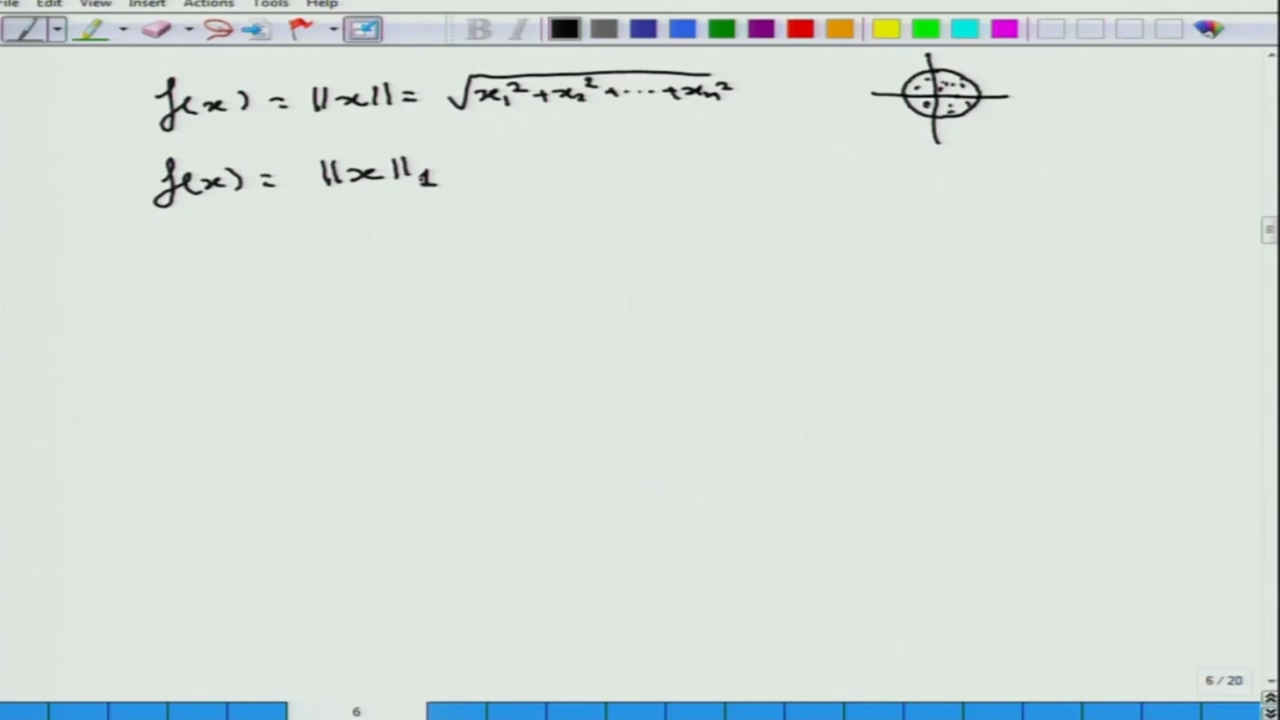 File Edit View Insert Actions Tools Help
B I
f(x) = ||x|| = √x₁² + x₂² + ⋯ + xₙ²
f(x) = ||x||₁
6 / 20
6